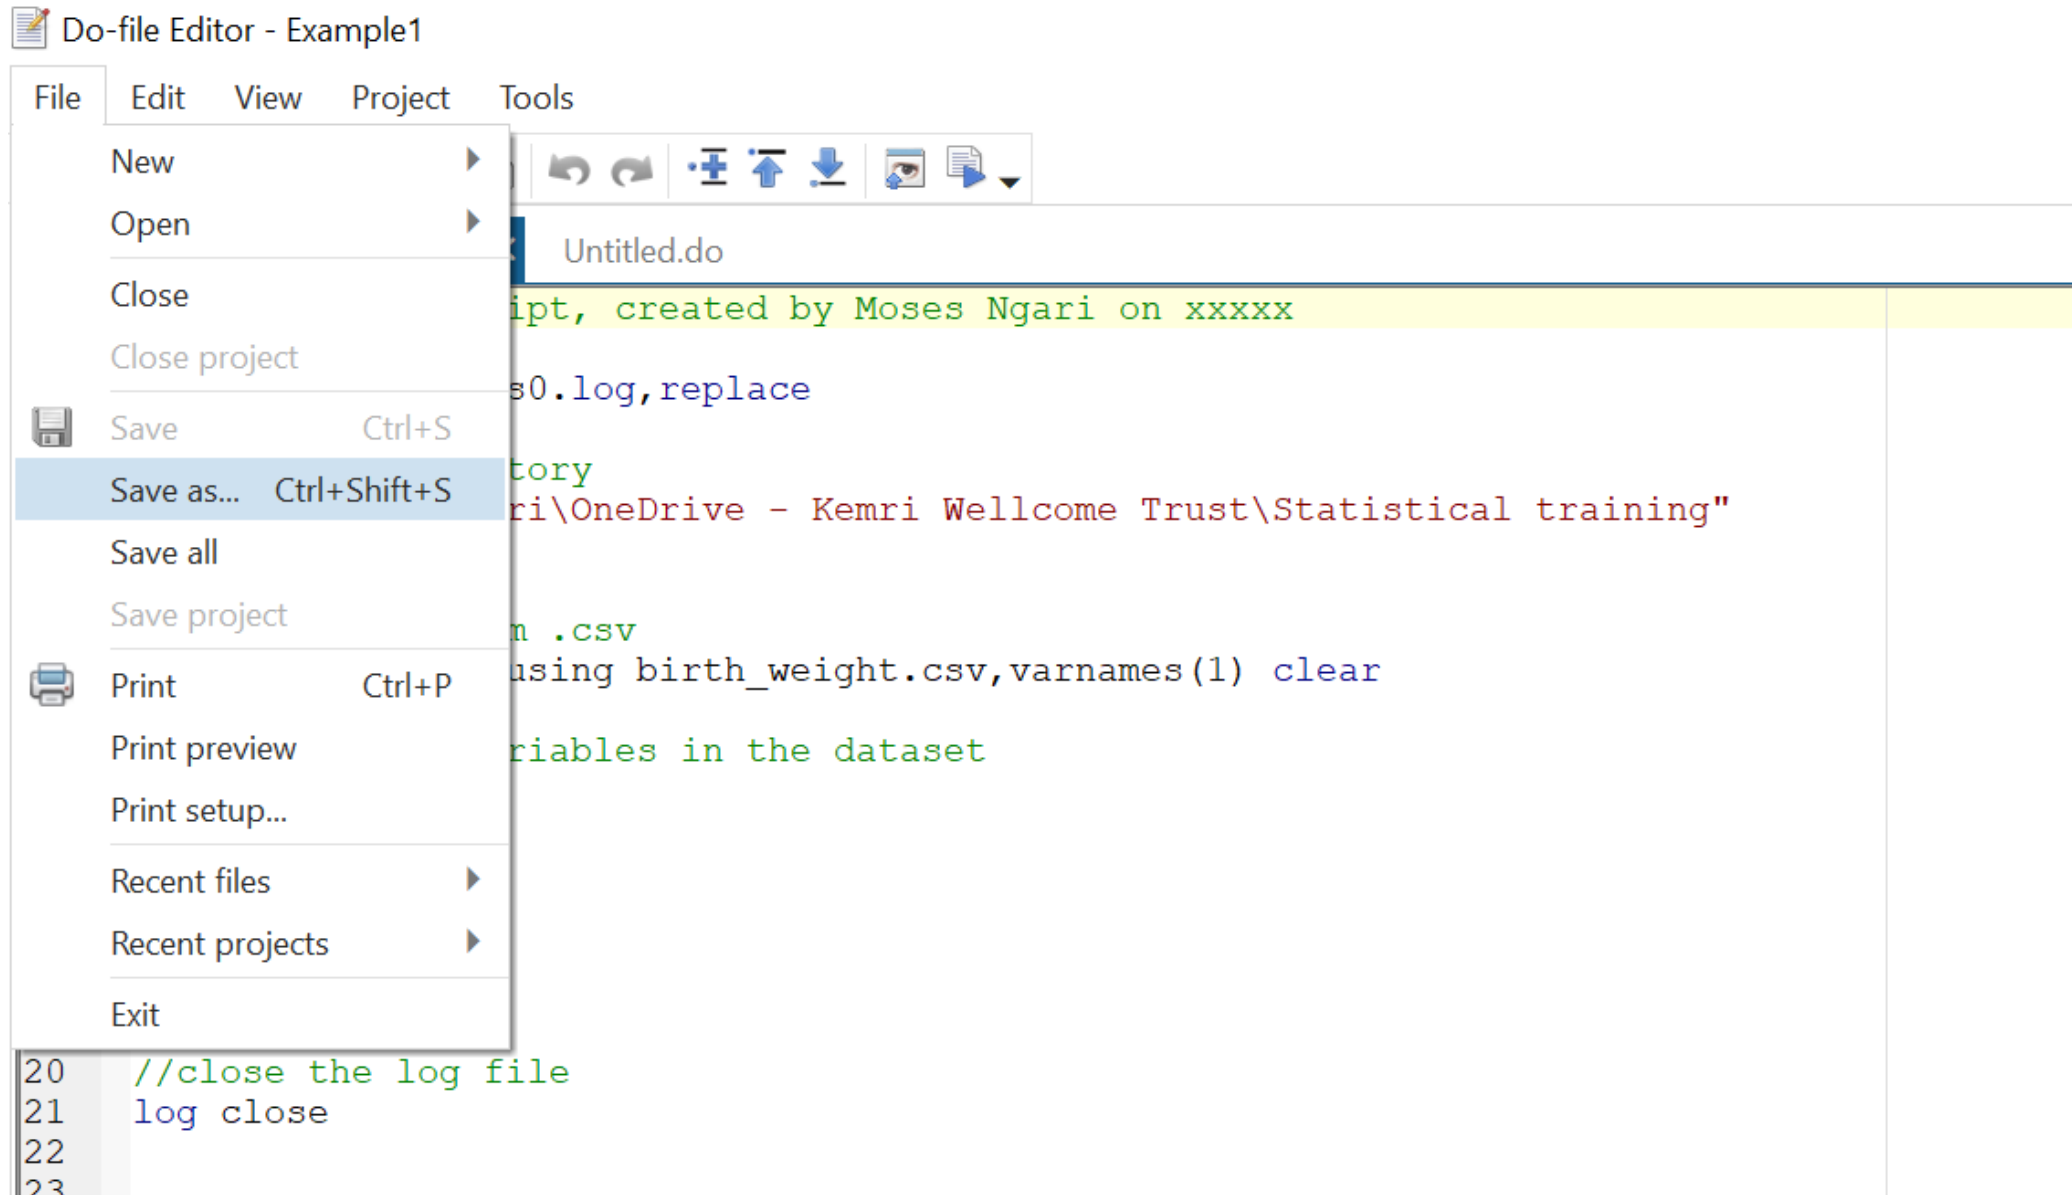 Do-file Editor - Example1
File Edit View Project Tools
New
Open
Close
Close project
Save Ctrl+S
Save as... Ctrl+Shift+S
Save all
Save project
Print Ctrl+P
Print preview
Print setup...
Recent files
Recent projects
Exit
Untitled.do
ipt, created by Moses Ngari on xxxxx
s0.log,replace
tory
ri\OneDrive - Kemri Wellcome Trust\Statistical training"
m .csv
using birth_weight.csv,varnames(1) clear
riables in the dataset
20 //close the log file
21 log close
22
23